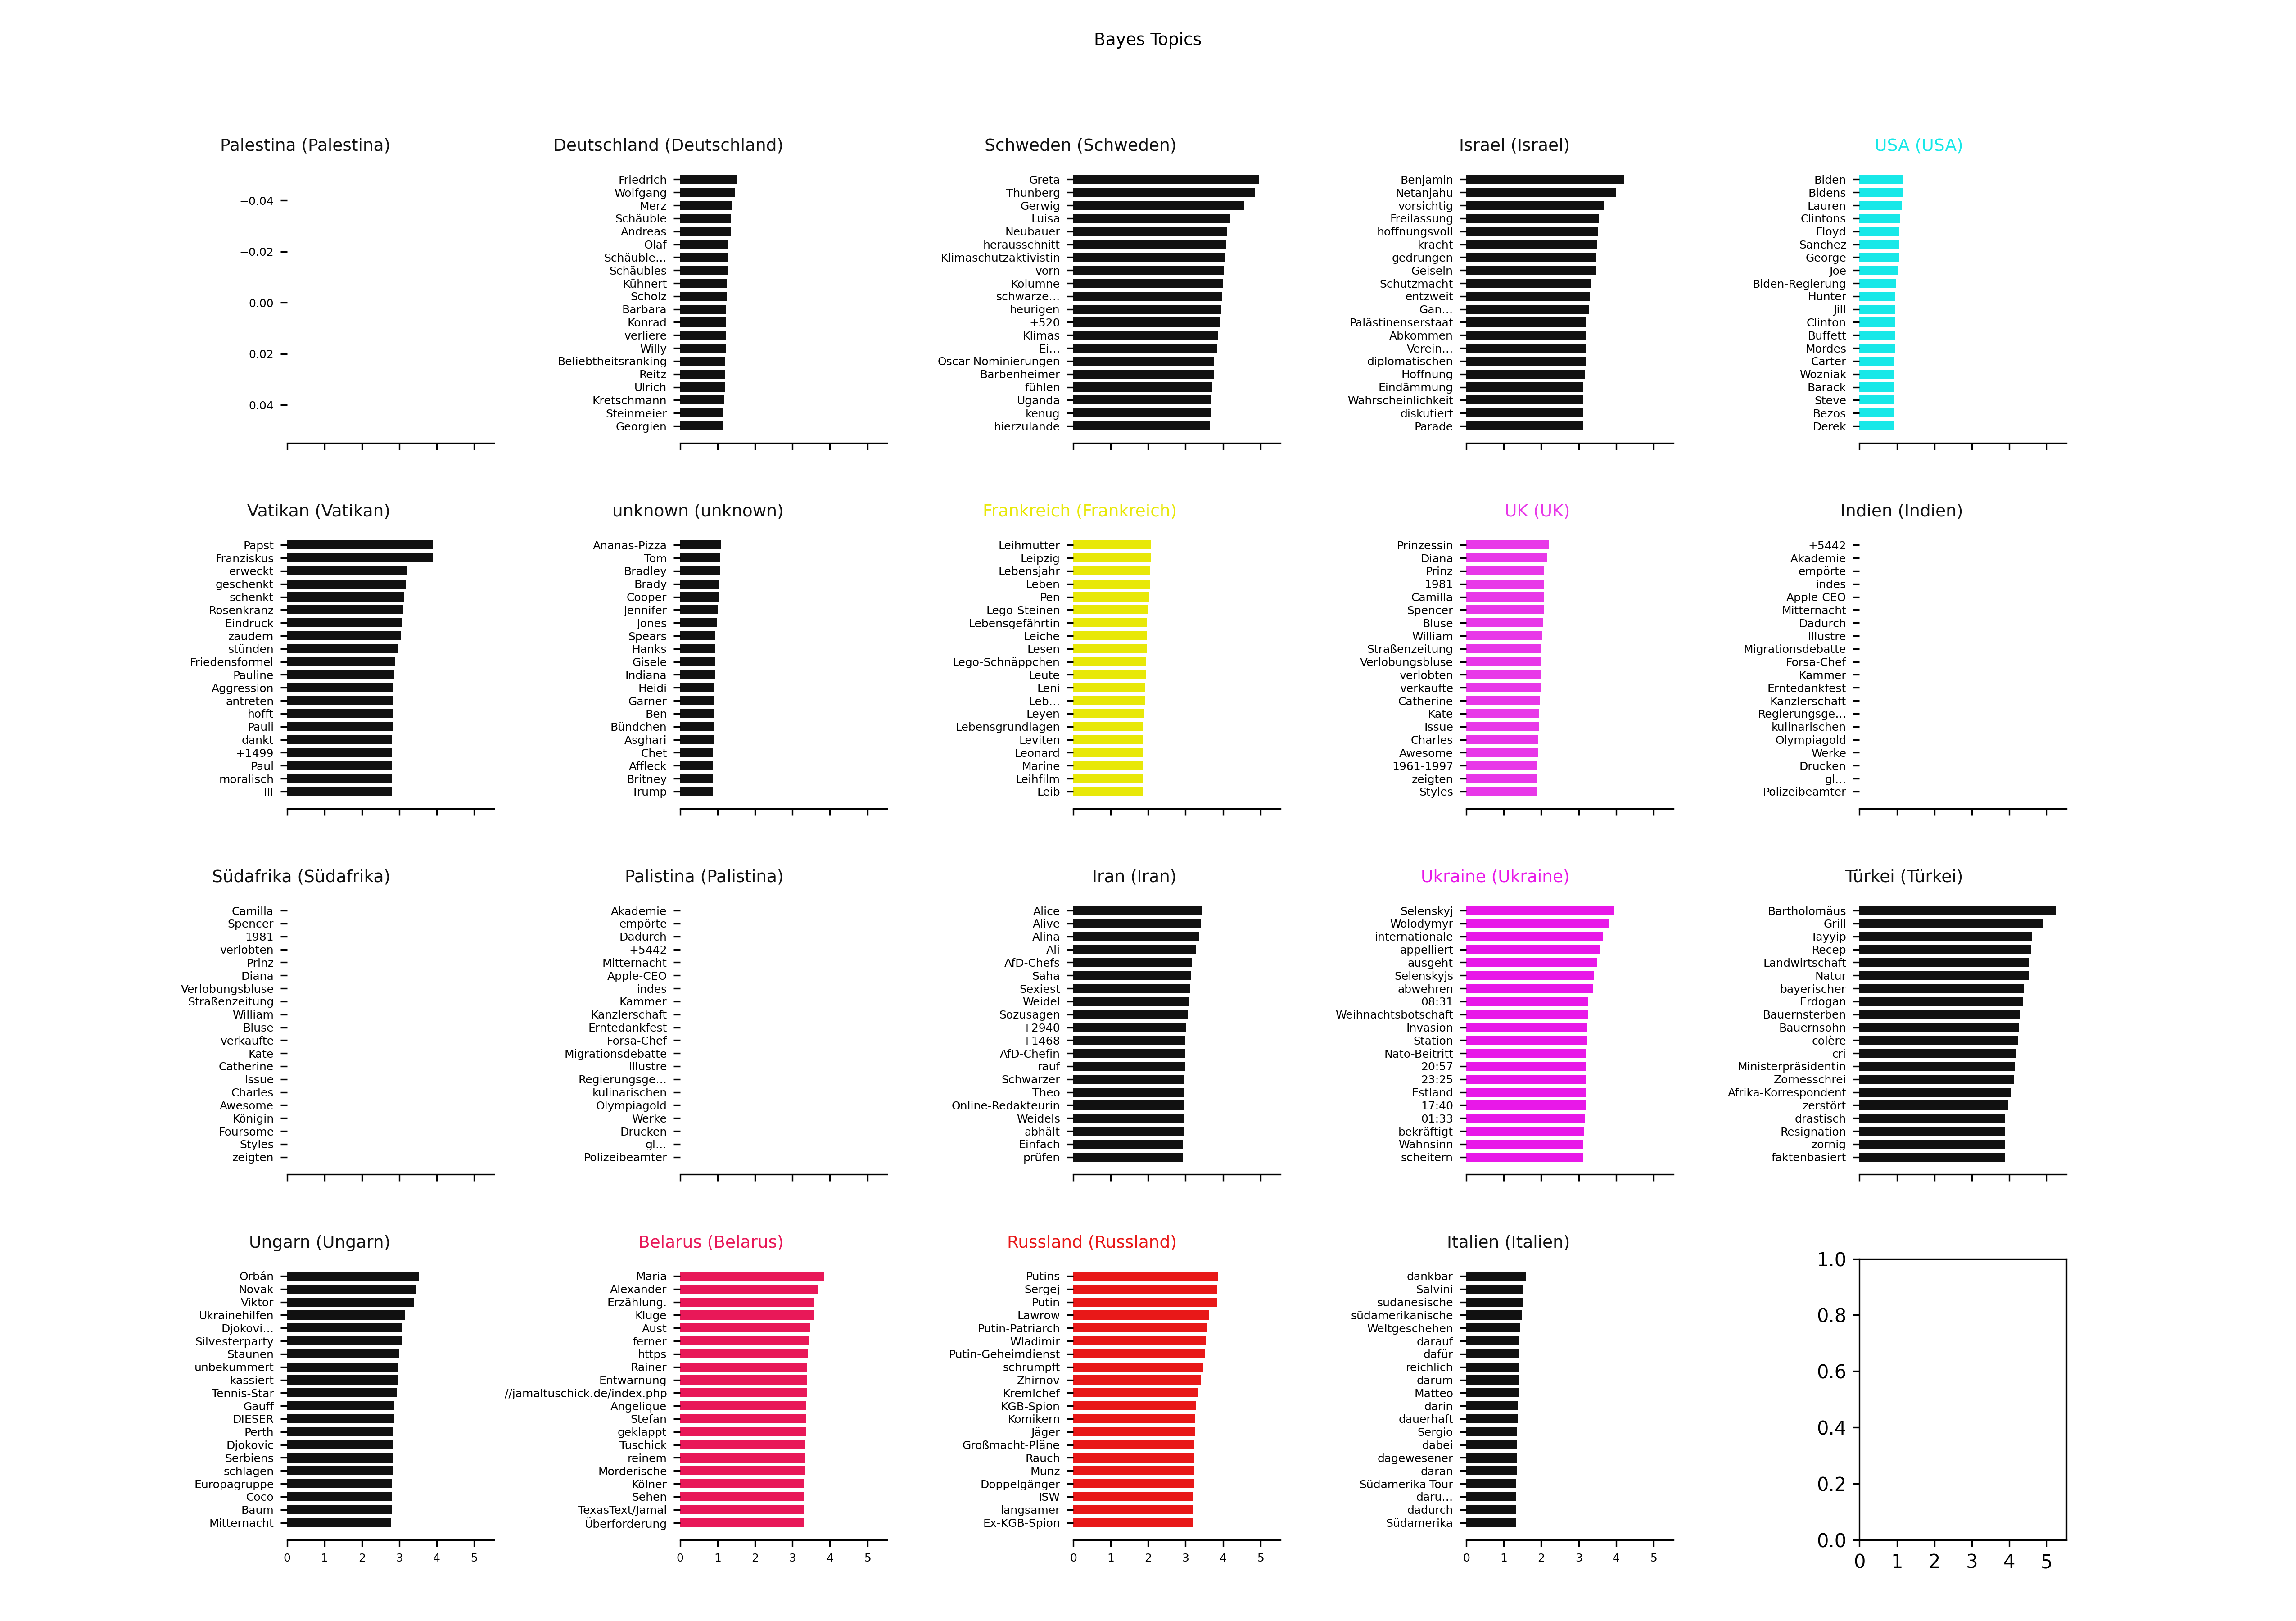 Bayes Topics
Palestina (Palestina)
−0.04
−0.02
0.00
0.02
0.04
Deutschland (Deutschland)
Friedrich
Wolfgang
Merz
Schäuble
Andreas
Olaf
Schäuble…
Schäubles
Kühnert
Scholz
Barbara
Konrad
verliere
Willy
Beliebtheitsranking
Reitz
Ulrich
Kretschmann
Steinmeier
Georgien
Schweden (Schweden)
Greta
Thunberg
Gerwig
Luisa
Neubauer
herausschnitt
Klimaschutzaktivistin
vorn
Kolumne
schwarze…
heurigen
+520
Klimas
Ei…
Oscar-Nominierungen
Barbenheimer
fühlen
Uganda
kenug
hierzulande
Israel (Israel)
Benjamin
Netanjahu
vorsichtig
Freilassung
hoffnungsvoll
kracht
gedrungen
Geiseln
Schutzmacht
entzweit
Gan…
Palästinenserstaat
Abkommen
Verein…
diplomatischen
Hoffnung
Eindämmung
Wahrscheinlichkeit
diskutiert
Parade
USA (USA)
Biden
Bidens
Lauren
Clintons
Floyd
Sanchez
George
Joe
Biden-Regierung
Hunter
Jill
Clinton
Buffett
Mordes
Carter
Wozniak
Barack
Steve
Bezos
Derek
Vatikan (Vatikan)
Papst
Franziskus
erweckt
geschenkt
schenkt
Rosenkranz
Eindruck
zaudern
stünden
Friedensformel
Pauline
Aggression
antreten
hofft
Pauli
dankt
+1499
Paul
moralisch
III
unknown (unknown)
Ananas-Pizza
Tom
Bradley
Brady
Cooper
Jennifer
Jones
Spears
Hanks
Gisele
Indiana
Heidi
Garner
Ben
Bündchen
Asghari
Chet
Affleck
Britney
Trump
Frankreich (Frankreich)
Leihmutter
Leipzig
Lebensjahr
Leben
Pen
Lego-Steinen
Lebensgefährtin
Leiche
Lesen
Lego-Schnäppchen
Leute
Leni
Leb…
Leyen
Lebensgrundlagen
Leviten
Leonard
Marine
Leihfilm
Leib
UK (UK)
Prinzessin
Diana
Prinz
1981
Camilla
Spencer
Bluse
William
Straßenzeitung
Verlobungsbluse
verlobten
verkaufte
Catherine
Kate
Issue
Charles
Awesome
1961-1997
zeigten
Styles
Indien (Indien)
+5442
Akademie
empörte
indes
Apple-CEO
Mitternacht
Dadurch
Illustre
Migrationsdebatte
Forsa-Chef
Kammer
Erntedankfest
Kanzlerschaft
Regierungsge…
kulinarischen
Olympiagold
Werke
Drucken
gl…
Polizeibeamter
Südafrika (Südafrika)
Camilla
Spencer
1981
verlobten
Prinz
Diana
Verlobungsbluse
Straßenzeitung
William
Bluse
verkaufte
Kate
Catherine
Issue
Charles
Awesome
Königin
Foursome
Styles
zeigten
Palistina (Palistina)
Akademie
empörte
Dadurch
+5442
Mitternacht
Apple-CEO
indes
Kammer
Kanzlerschaft
Erntedankfest
Forsa-Chef
Migrationsdebatte
Illustre
Regierungsge…
kulinarischen
Olympiagold
Werke
Drucken
gl…
Polizeibeamter
Iran (Iran)
Alice
Alive
Alina
Ali
AfD-Chefs
Saha
Sexiest
Weidel
Sozusagen
+2940
+1468
AfD-Chefin
rauf
Schwarzer
Theo
Online-Redakteurin
Weidels
abhält
Einfach
prüfen
Ukraine (Ukraine)
Selenskyj
Wolodymyr
internationale
appelliert
ausgeht
Selenskyjs
abwehren
08:31
Weihnachtsbotschaft
Invasion
Station
Nato-Beitritt
20:57
23:25
Estland
17:40
01:33
bekräftigt
Wahnsinn
scheitern
Türkei (Türkei)
Bartholomäus
Grill
Tayyip
Recep
Landwirtschaft
Natur
bayerischer
Erdogan
Bauernsterben
Bauernsohn
colère
cri
Ministerpräsidentin
Zornesschrei
Afrika-Korrespondent
zerstört
drastisch
Resignation
zornig
faktenbasiert
Ungarn (Ungarn)
Orbán
Novak
Viktor
Ukrainehilfen
Djokovi…
Silvesterparty
Staunen
unbekümmert
kassiert
Tennis-Star
Gauff
DIESER
Perth
Djokovic
Serbiens
schlagen
Europagruppe
Coco
Baum
Mitternacht
0 1 2 3 4 5
Belarus (Belarus)
Maria
Alexander
Erzählung.
Kluge
Aust
ferner
https
Rainer
Entwarnung
//jamaltuschick.de/index.php
Angelique
Stefan
geklappt
Tuschick
reinem
Mörderische
Kölner
Sehen
TexasText/Jamal
Überforderung
0 1 2 3 4 5
Russland (Russland)
Putins
Sergej
Putin
Lawrow
Putin-Patriarch
Wladimir
Putin-Geheimdienst
schrumpft
Zhirnov
Kremlchef
KGB-Spion
Komikern
Jäger
Großmacht-Pläne
Rauch
Munz
Doppelgänger
ISW
langsamer
Ex-KGB-Spion
0 1 2 3 4 5
Italien (Italien)
dankbar
Salvini
sudanesische
südamerikanische
Weltgeschehen
darauf
dafür
reichlich
darum
Matteo
darin
dauerhaft
Sergio
dabei
dagewesener
daran
Südamerika-Tour
daru…
dadurch
Südamerika
0 1 2 3 4 5
1.0
0.8
0.6
0.4
0.2
0.0
0 1 2 3 4 5